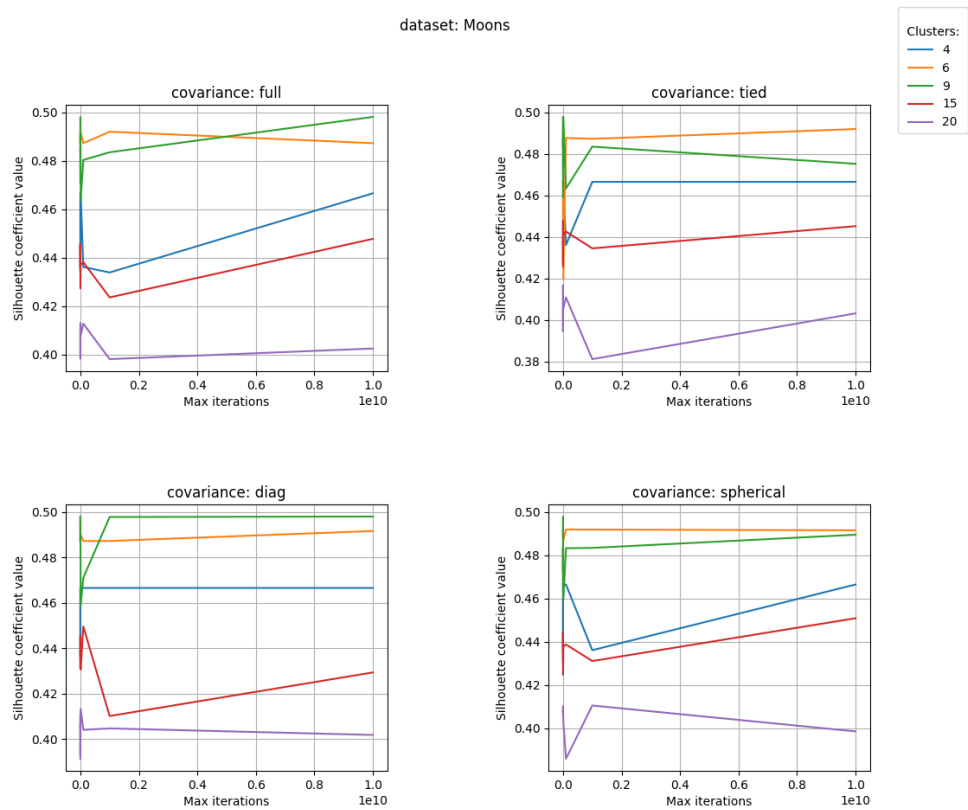 dataset: Moons
Clusters:
4
6
9
15
20
covariance: full
Silhouette coefficient value
0.50
0.48
0.46
0.44
0.42
0.40
0.0 0.2 0.4 0.6 0.8 1.0
1e10
Max iterations
covariance: tied
Silhouette coefficient value
0.50
0.48
0.46
0.44
0.42
0.40
0.38
0.0 0.2 0.4 0.6 0.8 1.0
1e10
Max iterations
covariance: diag
Silhouette coefficient value
0.50
0.48
0.46
0.44
0.42
0.40
0.0 0.2 0.4 0.6 0.8 1.0
1e10
Max iterations
covariance: spherical
Silhouette coefficient value
0.50
0.48
0.46
0.44
0.42
0.40
0.0 0.2 0.4 0.6 0.8 1.0
1e10
Max iterations